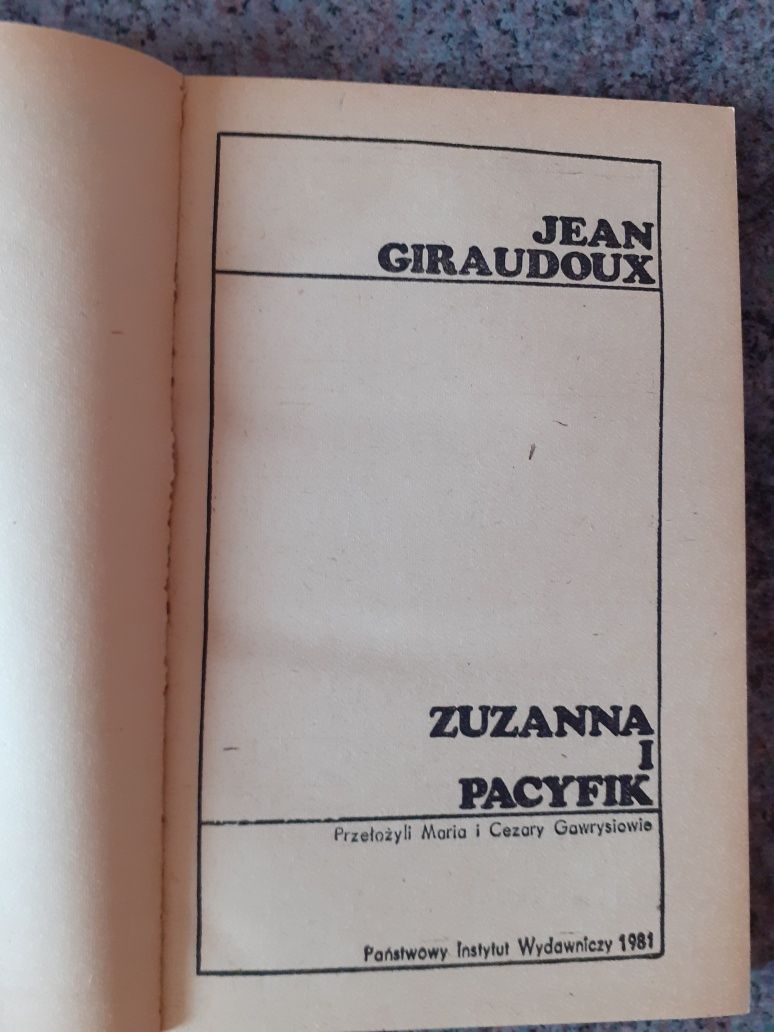 JEAN
GIRAUDOUX
ZUZANNA
I
PACYFIK
Przełożyli Maria i Cezary Gawrysiowie
Państwowy Instytut Wydawniczy 1981